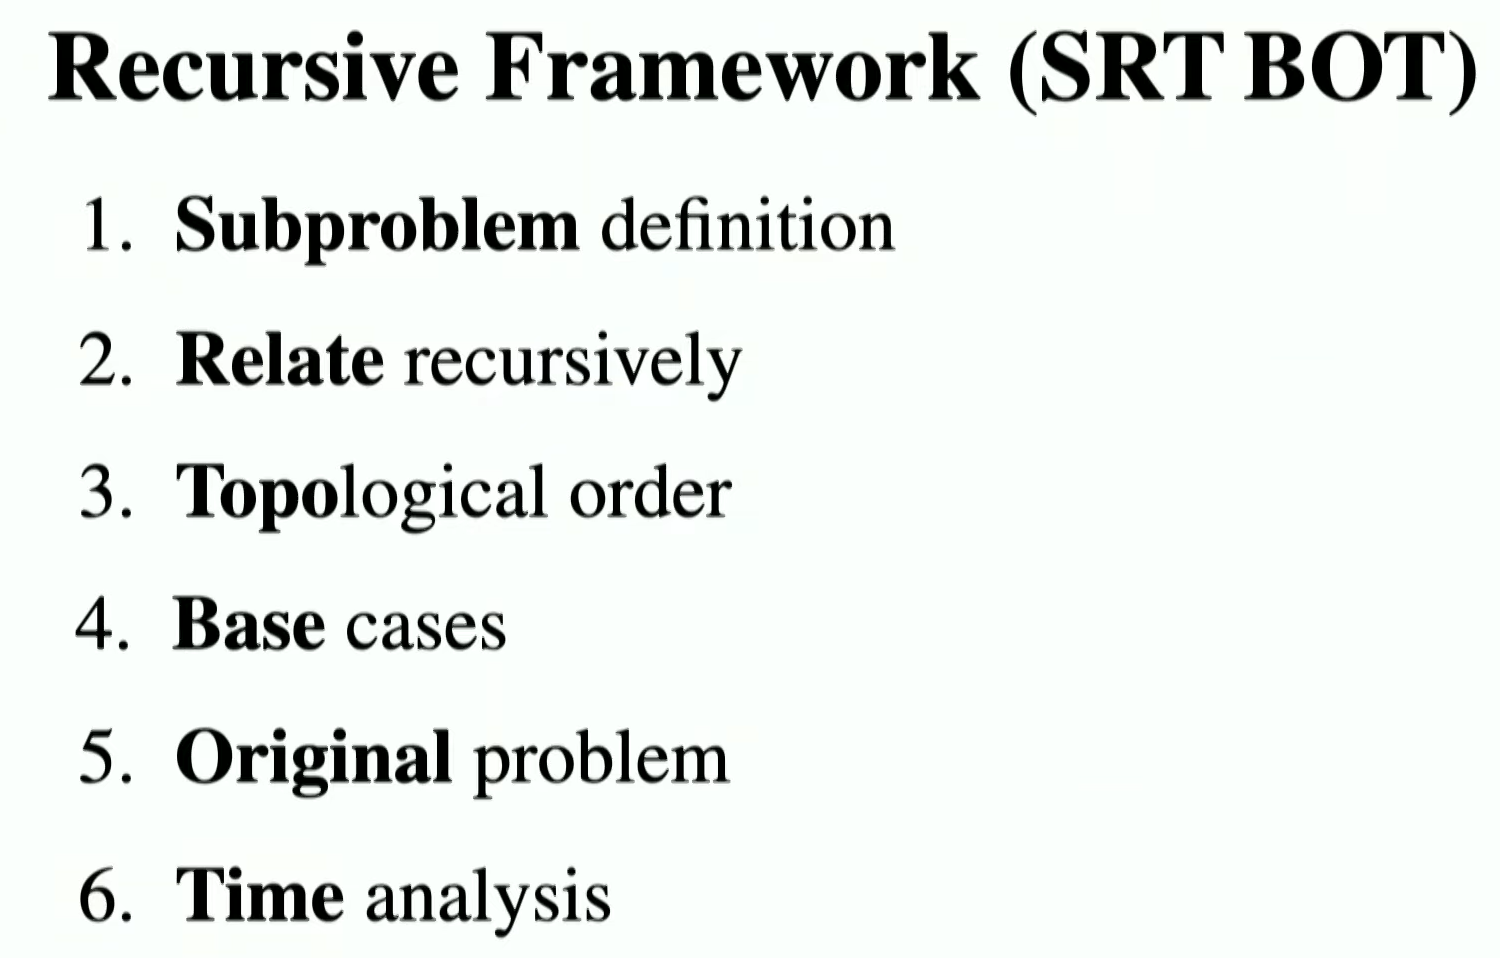 Recursive Framework (SRT BOT)
1. Subproblem definition
2. Relate recursively
3. Topological order
4. Base cases
5. Original problem
6. Time analysis